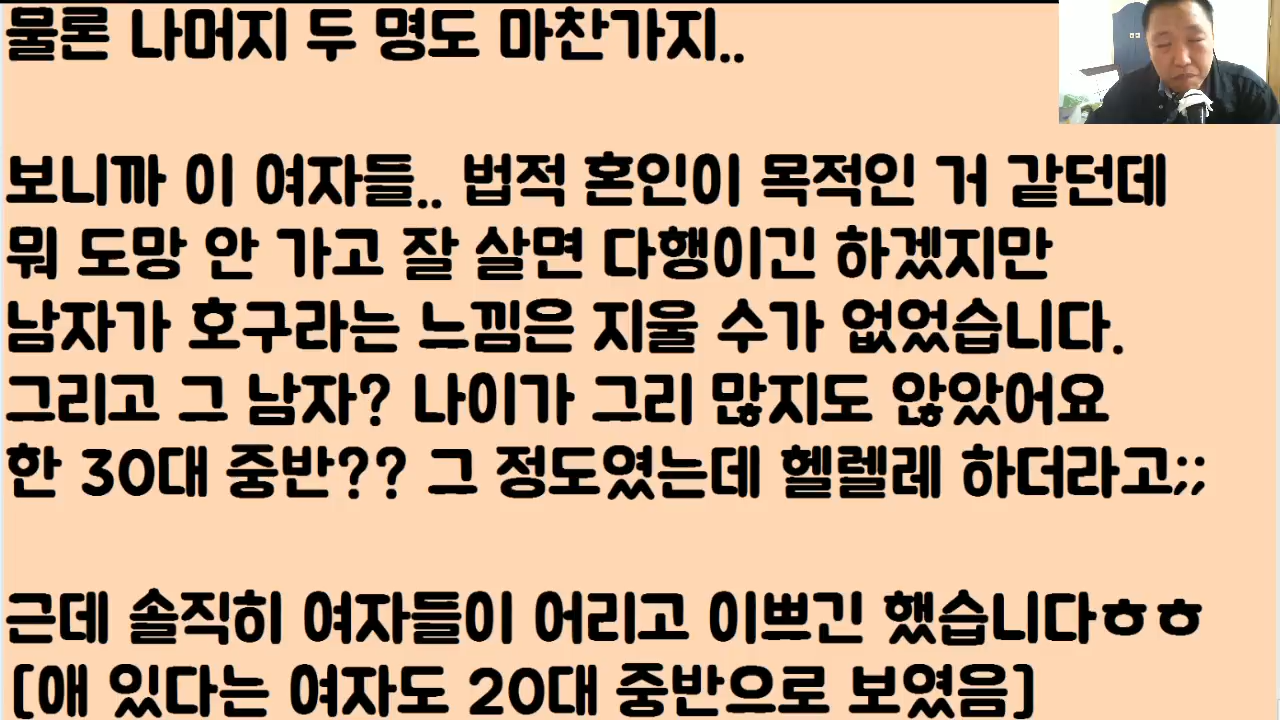 물론 나머지 두 명도 마찬가지..
보니까 이 여자들.. 법적 혼인이 목적인 거 같던데
뭐 도망 안 가고 잘 살면 다행이긴 하겠지만
남자가 호구라는 느낌은 지울 수가 없었습니다.
그리고 그 남자? 나이가 그리 많지도 않았어요
한 30대 중반?? 그 정도였는데 헬렐레 하더라고;;
근데 솔직히 여자들이 어리고 이쁘긴 했습니다ㅎㅎ
[애 있다는 여자도 20대 중반으로 보였음]